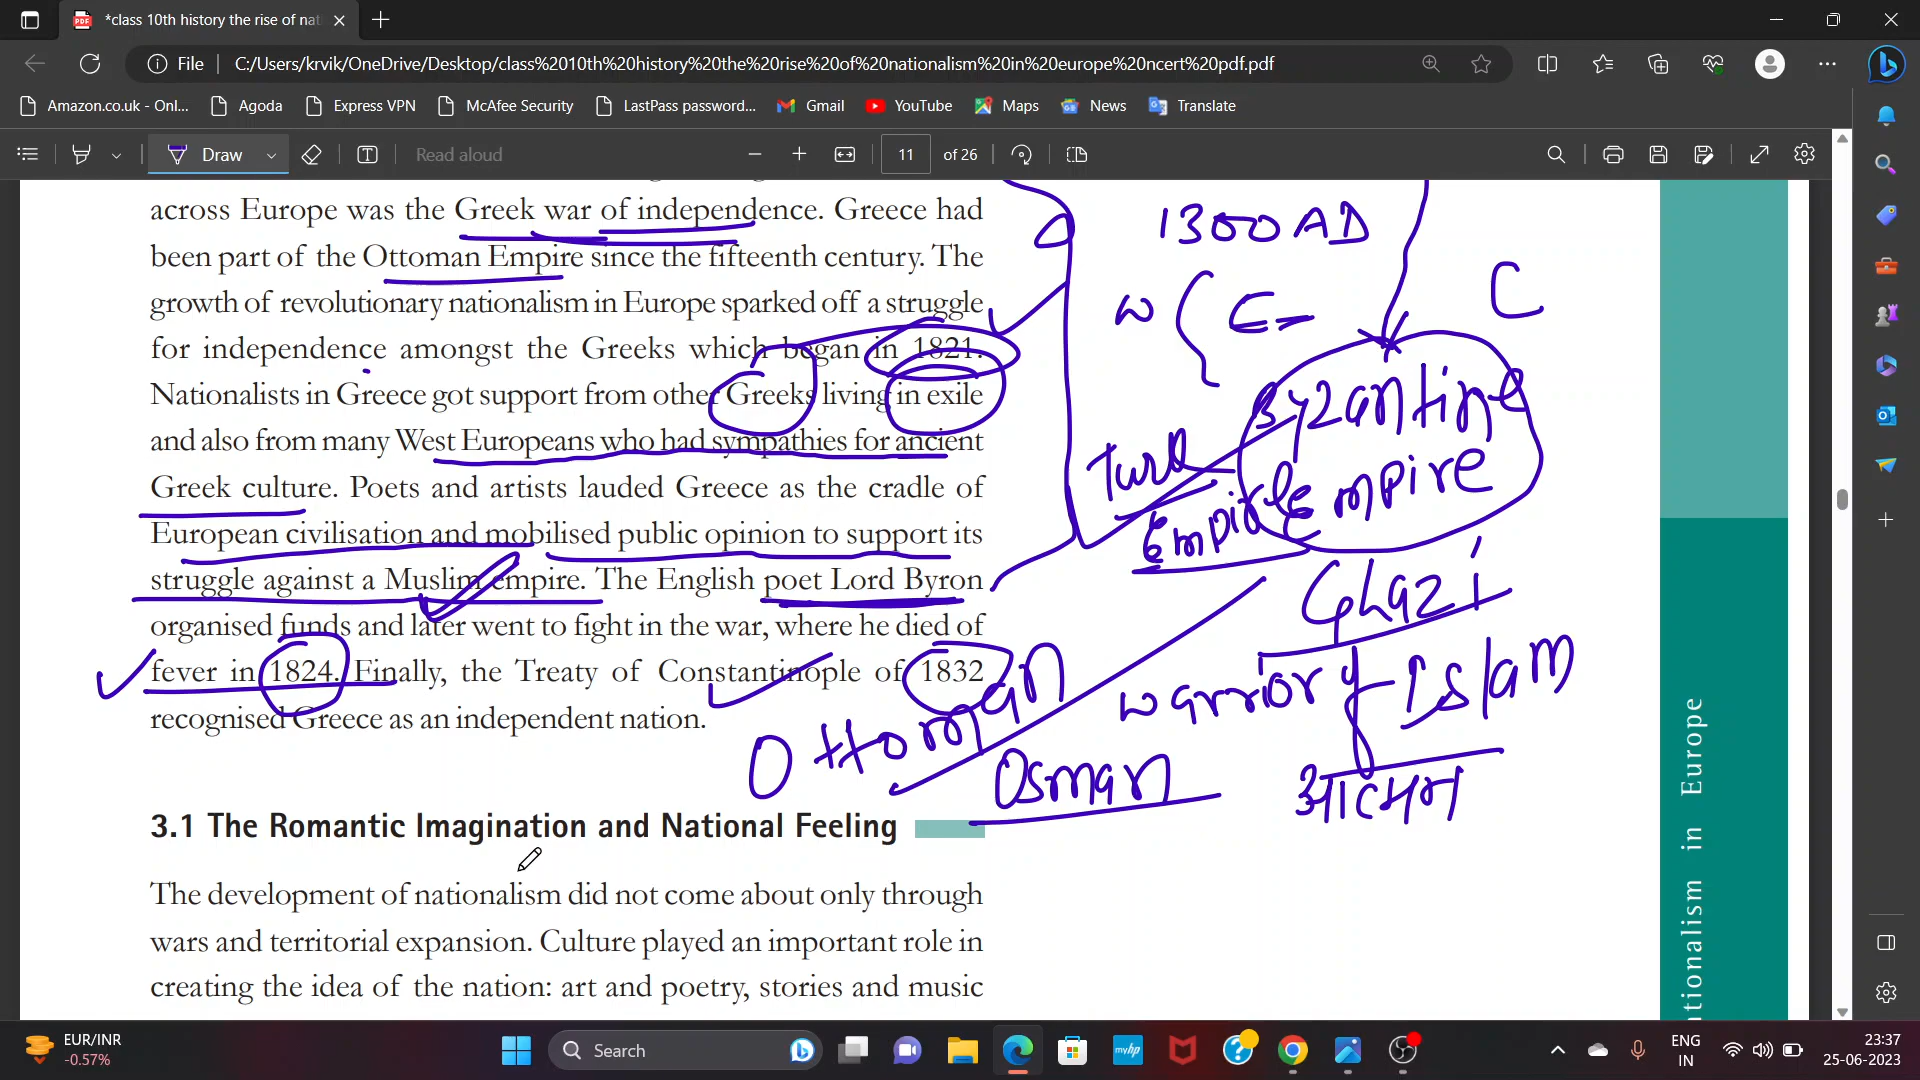 *class 10th history the rise of nat
File
C:/Users/krvik/OneDrive/Desktop/class%2010th%20history%20the%20rise%20of%20nationalism%20in%20europe%20ncert%20pdf.pdf
Amazon.co.uk - Onl...
Agoda
Express VPN
McAfee Security
LastPass password...
Gmail
YouTube
Maps
News
Translate
Draw
Read aloud
11 of 26
across Europe was the Greek war of independence. Greece had
been part of the Ottoman Empire since the fifteenth century. The
growth of revolutionary nationalism in Europe sparked off a struggle
for independence amongst the Greeks which began in 1821.
Nationalists in Greece got support from other Greeks living in exile
and also from many West Europeans who had sympathies for ancient
Greek culture. Poets and artists lauded Greece as the cradle of
European civilisation and mobilised public opinion to support its
struggle against a Muslim empire. The English poet Lord Byron
organised funds and later went to fight in the war, where he died of
fever in 1824. Finally, the Treaty of Constantinople of 1832
recognised Greece as an independent nation.
3.1 The Romantic Imagination and National Feeling
The development of nationalism did not come about only through
wars and territorial expansion. Culture played an important role in
creating the idea of the nation: art and poetry, stories and music
1300 AD
W
E
C
Byzantine
Empire
Turk
Empire
Ghazi
warrior of Islam
Ottoman
Osman
tionalism in Europe
EUR/INR
-0.57%
Search
myhp
ENG
IN
23:37
25-06-2023